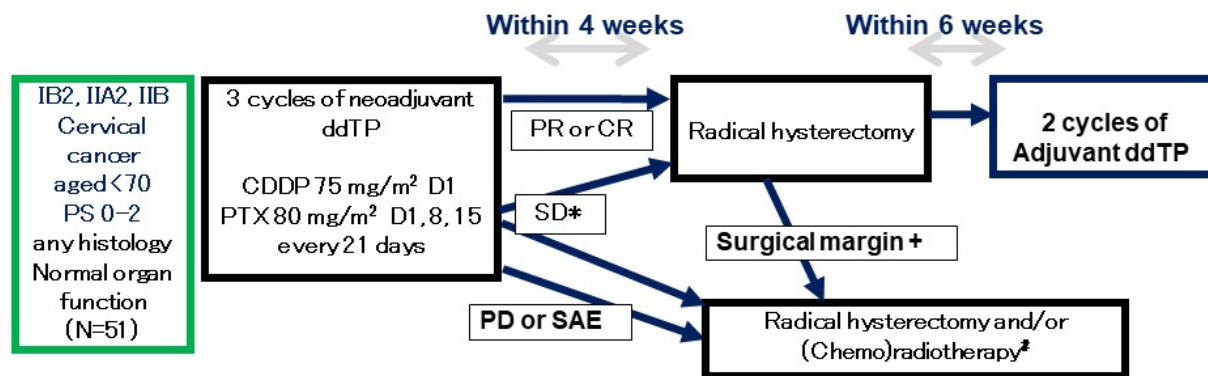 Within 4 weeks
Within 6 weeks
IB2, IIA2, IIB
Cervical
cancer
aged<70
PS 0-2
any histology
Normal organ
function
(N=51)
3 cycles of neoadjuvant
ddTP
CDDP 75 mg/m² D1
PTX 80 mg/m² D1, 8, 15
every 21 days
PR or CR
SD*
PD or SAE
Radical hysterectomy
Surgical margin +
2 cycles of
Adjuvant ddTP
Radical hysterectomy and/or
(Chemo)radiotherapy#